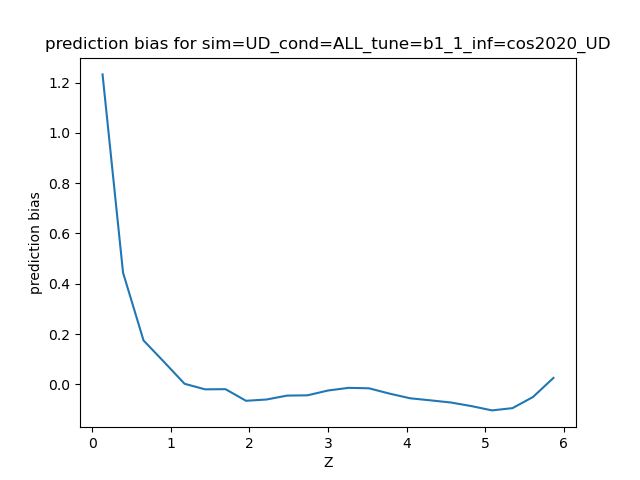 prediction bias for sim=UD_cond=ALL_tune=b1_1_inf=cos2020_UD
1.2
1.0
0.8
0.6
0.4
0.2
0.0
prediction bias
0 1 2 3 4 5 6
Z